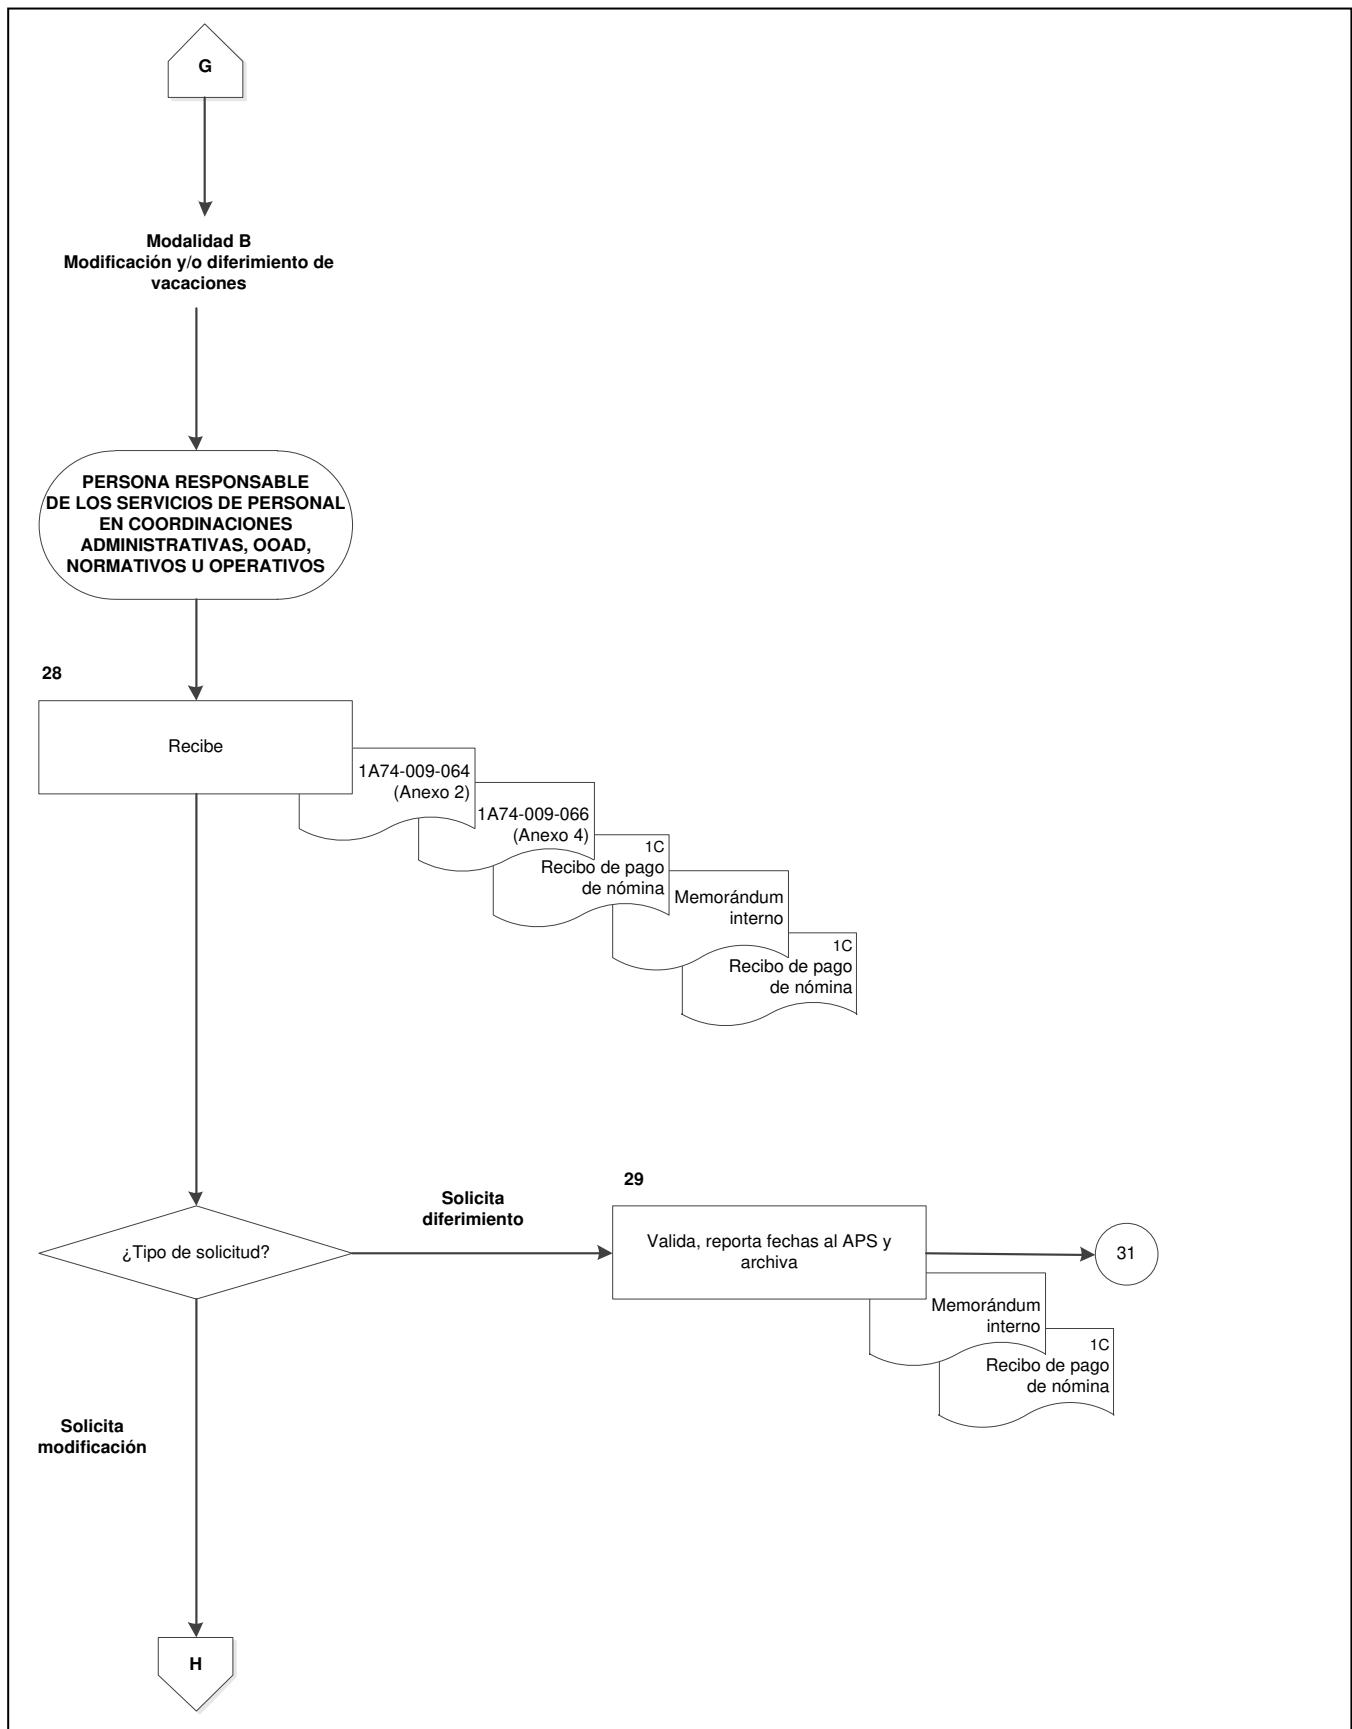 G
Modalidad B
Modificación y/o diferimiento de
vacaciones
PERSONA RESPONSABLE
DE LOS SERVICIOS DE PERSONAL
EN COORDINACIONES
ADMINISTRATIVAS, OOAD,
NORMATIVOS U OPERATIVOS
28
Recibe
1A74-009-064
(Anexo 2)
1A74-009-066
(Anexo 4)
1C
Recibo de pago
de nómina
Memorándum
interno
1C
Recibo de pago
de nómina
¿Tipo de solicitud?
Solicita
diferimiento
29
Valida, reporta fechas al APS y
archiva
31
Memorándum
interno
1C
Recibo de pago
de nómina
Solicita
modificación
H